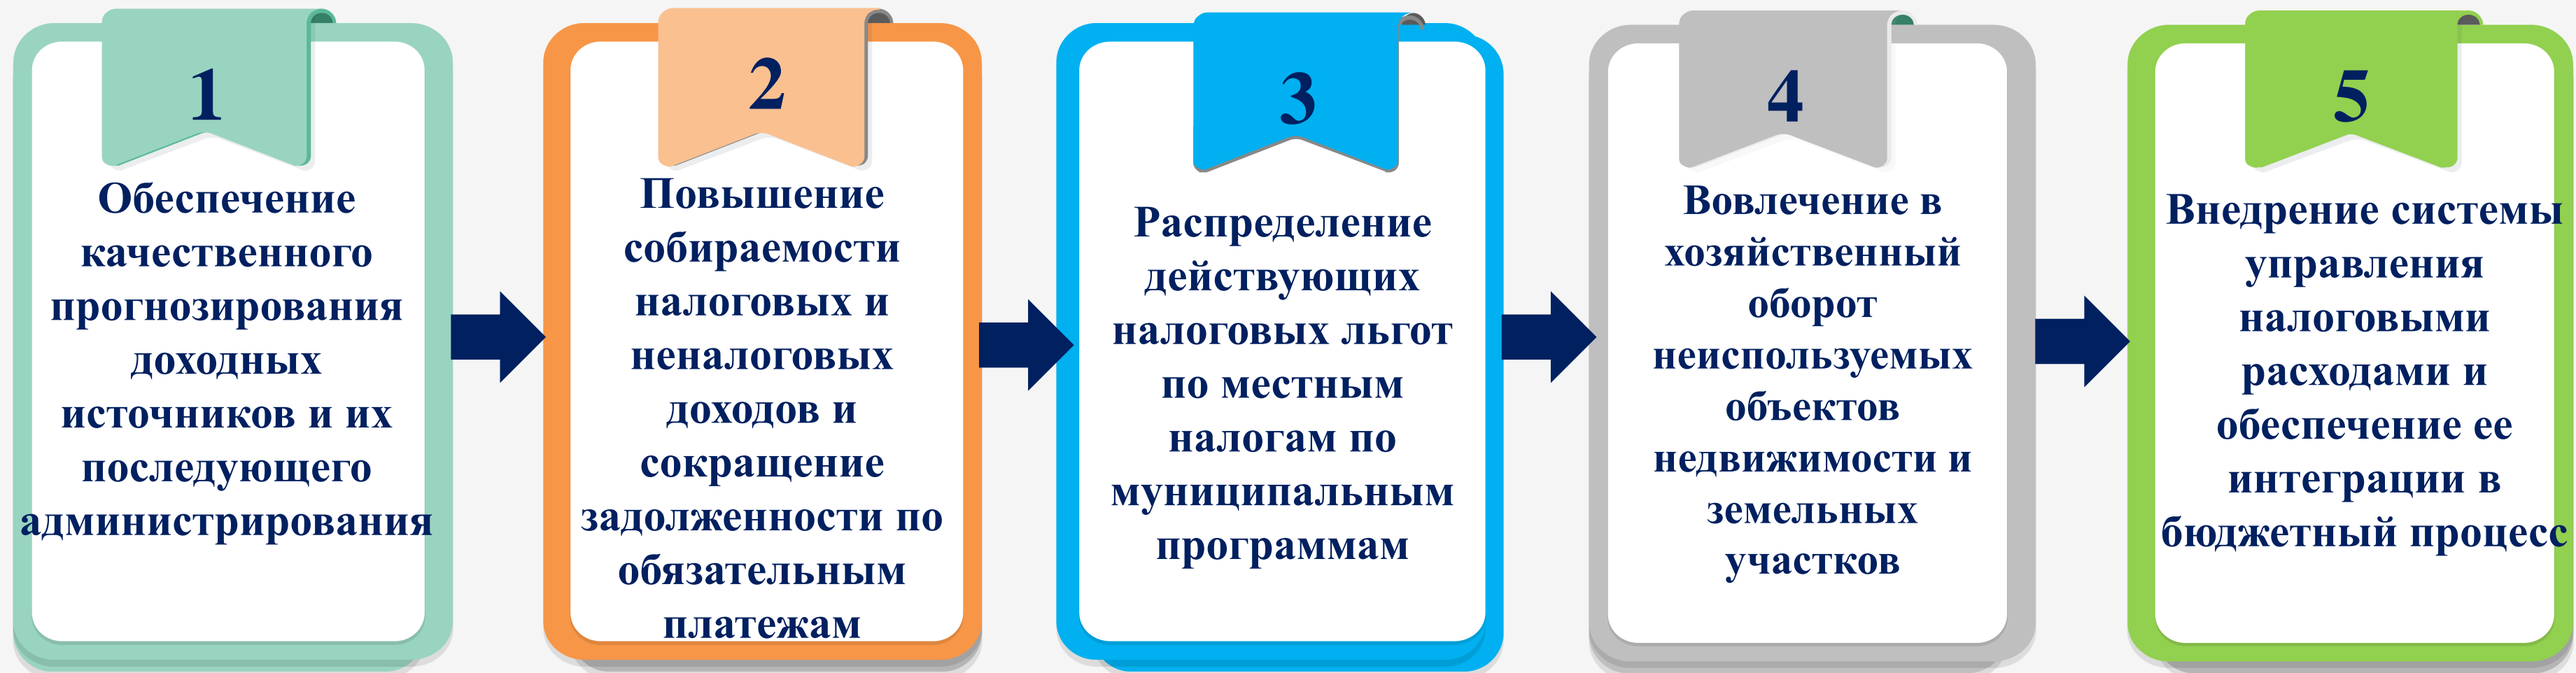 1
Обеспечение
качественного
прогнозирования
доходных
источников и их
последующего
администрирования
2
Повышение
собираемости
налоговых и
неналоговых
доходов и
сокращение
задолженности по
обязательным
платежам
3
Распределение
действующих
налоговых льгот
по местным
налогам по
муниципальным
программам
4
Вовлечение в
хозяйственный
оборот
неиспользуемых
объектов
недвижимости и
земельных
участков
5
Внедрение системы
управления
налоговыми
расходами и
обеспечение ее
интеграции в
бюджетный процесс